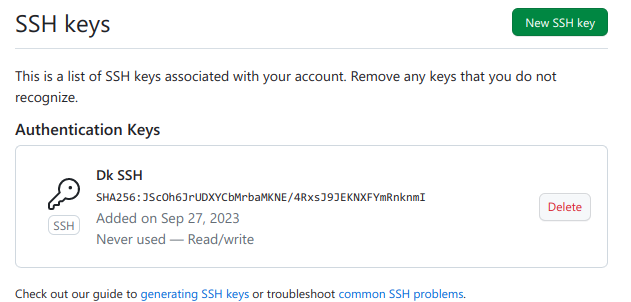 SSH keys
New SSH key
This is a list of SSH keys associated with your account. Remove any keys that you do not
recognize.
Authentication Keys
Dk SSH
SHA256:JScOh6JrUDXYCbMrbaMKNE/4RxsJ9JEKNXFYmRnknmI
SSH
Added on Sep 27, 2023
Never used — Read/write
Delete
Check out our guide to generating SSH keys or troubleshoot common SSH problems.